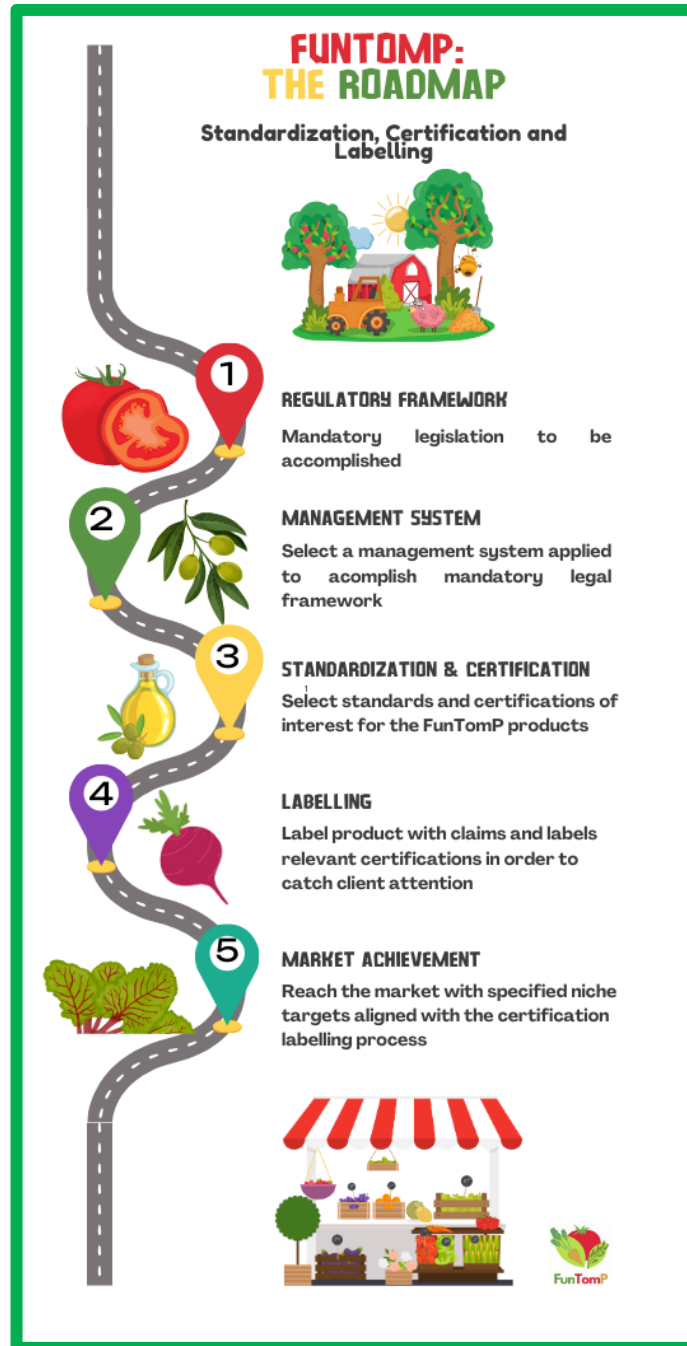 FUNTOMP:
THE ROADMAP
Standardization, Certification and
Labelling
1
REGULATORY FRAMEWORK
Mandatory legislation to be
accomplished
2
MANAGEMENT SYSTEM
Select a management system applied
to acomplish mandatory legal
framework
3
STANDARDIZATION & CERTIFICATION
Select standards and certifications of
interest for the FunTomP products
4
LABELLING
Label product with claims and labels
relevant certifications in order to
catch client attention
5
MARKET ACHIEVEMENT
Reach the market with specified niche
targets aligned with the certification
labelling process
FunTomP